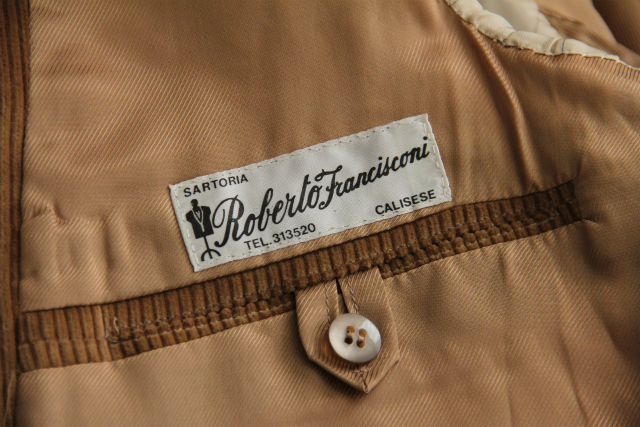 SARTORIA
Roberto Francisconi
TEL. 313520 CALISESE